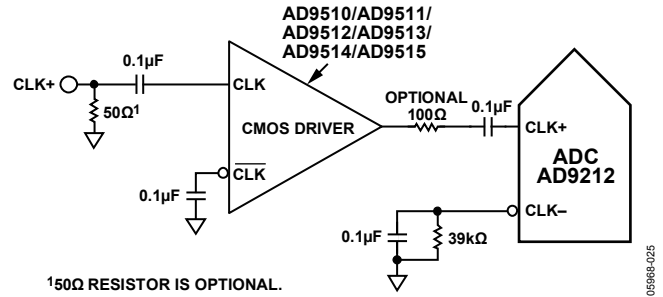 AD9510/AD9511/
AD9512/AD9513/
AD9514/AD9515
0.1µF
CLK+
50Ω¹
CLK
CMOS DRIVER
CLK
0.1µF
OPTIONAL
100Ω
0.1µF
CLK+
ADC
AD9212
CLK–
0.1µF
39kΩ
¹50Ω RESISTOR IS OPTIONAL.
05968-025